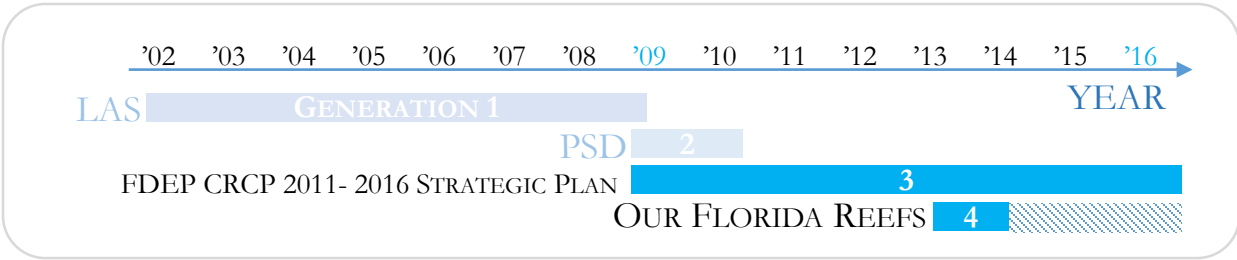 ’02 ’03 ’04 ’05 ’06 ’07 ’08 ’09 ’10 ’11 ’12 ’13 ’14 ’15 ’16
YEAR
LAS GENERATION 1
PSD 2
FDEP CRCP 2011- 2016 STRATEGIC PLAN 3
OUR FLORIDA REEFS 4